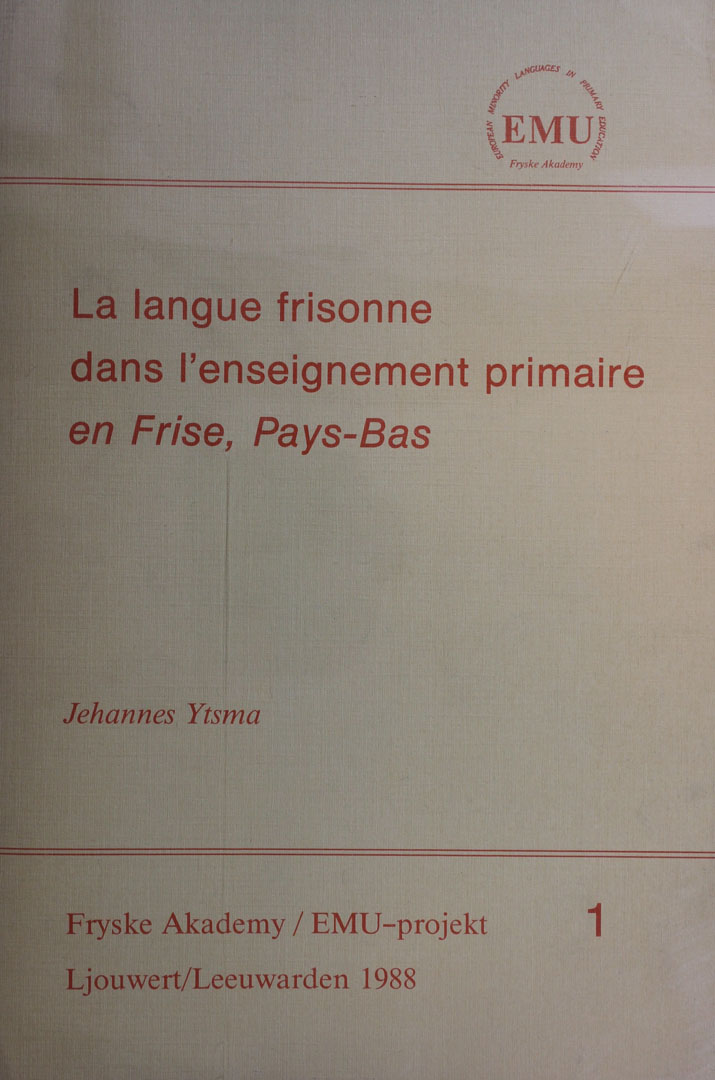 EUROPEAN MINORITY LANGUAGES IN PRIMARY EDUCATION
EMU
Fryske Akademy
La langue frisonne
dans l'enseignement primaire
en Frise, Pays-Bas
Jehannes Ytsma
Fryske Akademy / EMU-projekt 1
Ljouwert/Leeuwarden 1988